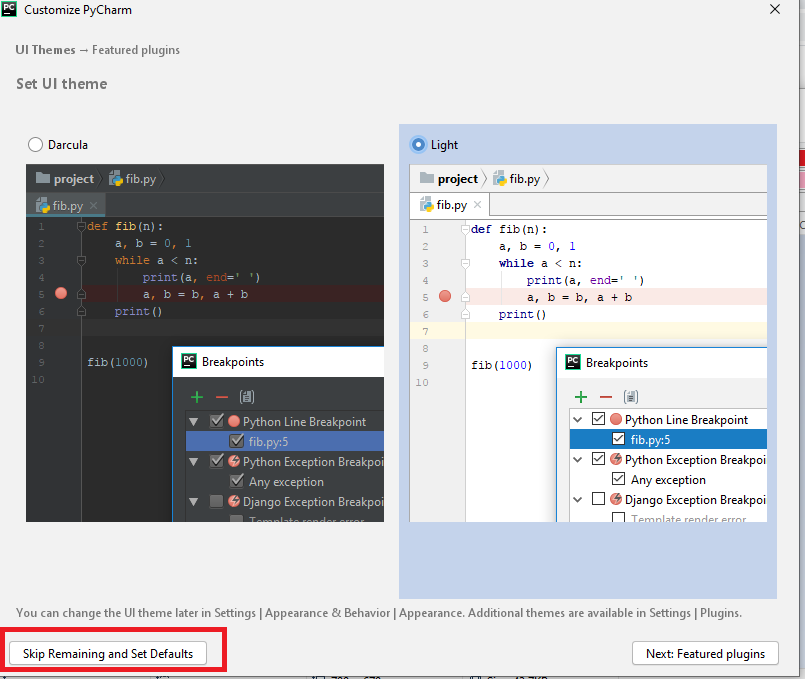 PC Customize PyCharm
UI Themes → Featured plugins
Set UI theme
Darcula
project fib.py
fib.py
1 def fib(n):
2 a, b = 0, 1
3 while a < n:
4 print(a, end=' ')
5 a, b = b, a + b
6 print()
7
8
9 fib(1000)
10
PC Breakpoints
Python Line Breakpoint
fib.py:5
Python Exception Breakpoi
Any exception
Django Exception Breakpoi
Template render error
Light
project fib.py
fib.py
1 def fib(n):
2 a, b = 0, 1
3 while a < n:
4 print(a, end=' ')
5 a, b = b, a + b
6 print()
7
8
9 fib(1000)
10
PC Breakpoints
Python Line Breakpoint
fib.py:5
Python Exception Breakpoi
Any exception
Django Exception Breakpoi
Template render error
You can change the UI theme later in Settings | Appearance & Behavior | Appearance. Additional themes are available in Settings | Plugins.
Skip Remaining and Set Defaults
Next: Featured plugins